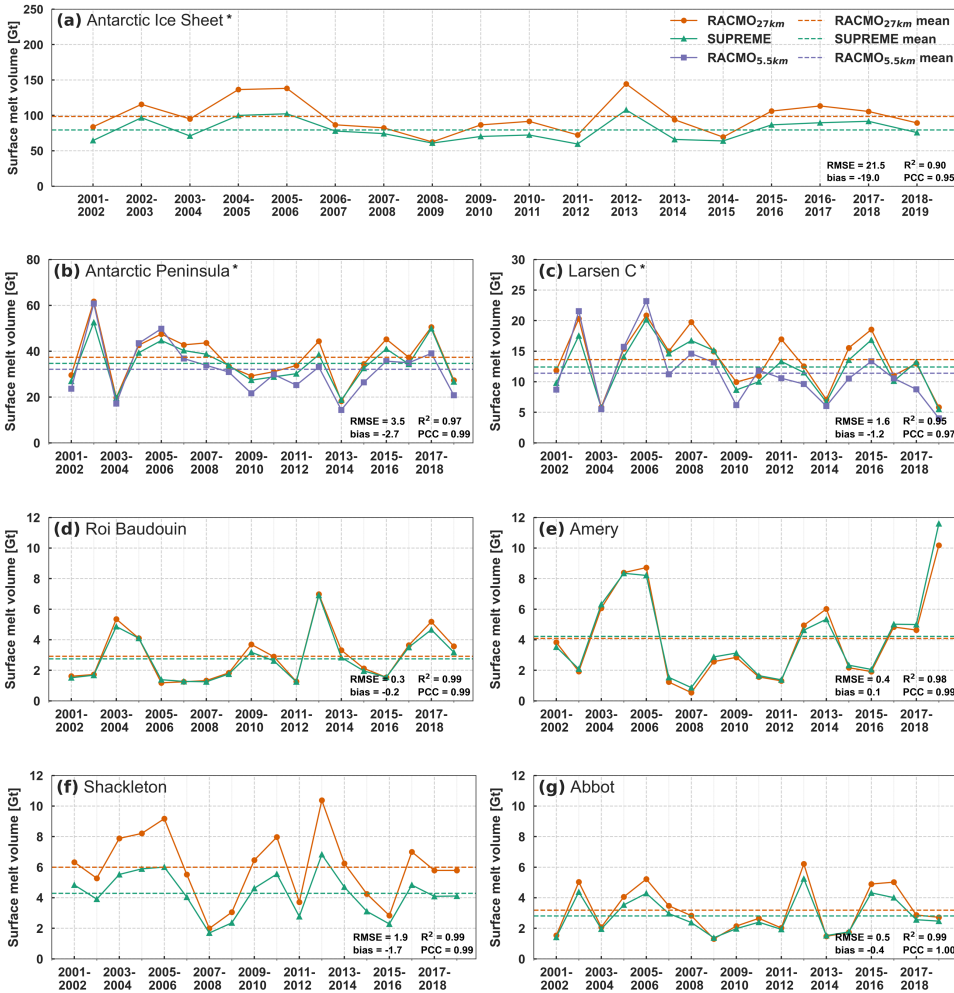 (a) Antarctic Ice Sheet *
RACMO27km
SUPREME
RACMO5.5km
RACMO27km mean
SUPREME mean
RACMO5.5km mean
Surface melt volume [Gt]
250
200
150
100
50
0
RMSE = 21.5 R² = 0.90
bias = -19.0 PCC = 0.95
2001-2002 2002-2003 2003-2004 2004-2005 2005-2006 2006-2007 2007-2008 2008-2009 2009-2010 2010-2011 2011-2012 2012-2013 2013-2014 2014-2015 2015-2016 2016-2017 2017-2018 2018-2019
(b) Antarctic Peninsula *
Surface melt volume [Gt]
80
60
40
20
0
RMSE = 3.5 R² = 0.97
bias = -2.7 PCC = 0.99
2001-2002 2003-2004 2005-2006 2007-2008 2009-2010 2011-2012 2013-2014 2015-2016 2017-2018
(c) Larsen C *
Surface melt volume [Gt]
30
25
20
15
10
5
0
RMSE = 1.6 R² = 0.95
bias = -1.2 PCC = 0.97
2001-2002 2003-2004 2005-2006 2007-2008 2009-2010 2011-2012 2013-2014 2015-2016 2017-2018
(d) Roi Baudouin
Surface melt volume [Gt]
12
10
8
6
4
2
0
RMSE = 0.3 R² = 0.99
bias = -0.2 PCC = 0.99
2001-2002 2003-2004 2005-2006 2007-2008 2009-2010 2011-2012 2013-2014 2015-2016 2017-2018
(e) Amery
Surface melt volume [Gt]
12
10
8
6
4
2
0
RMSE = 0.4 R² = 0.98
bias = 0.1 PCC = 0.99
2001-2002 2003-2004 2005-2006 2007-2008 2009-2010 2011-2012 2013-2014 2015-2016 2017-2018
(f) Shackleton
Surface melt volume [Gt]
12
10
8
6
4
2
0
RMSE = 1.9 R² = 0.99
bias = -1.7 PCC = 0.99
2001-2002 2003-2004 2005-2006 2007-2008 2009-2010 2011-2012 2013-2014 2015-2016 2017-2018
(g) Abbot
Surface melt volume [Gt]
12
10
8
6
4
2
0
RMSE = 0.5 R² = 0.99
bias = -0.4 PCC = 1.00
2001-2002 2003-2004 2005-2006 2007-2008 2009-2010 2011-2012 2013-2014 2015-2016 2017-2018